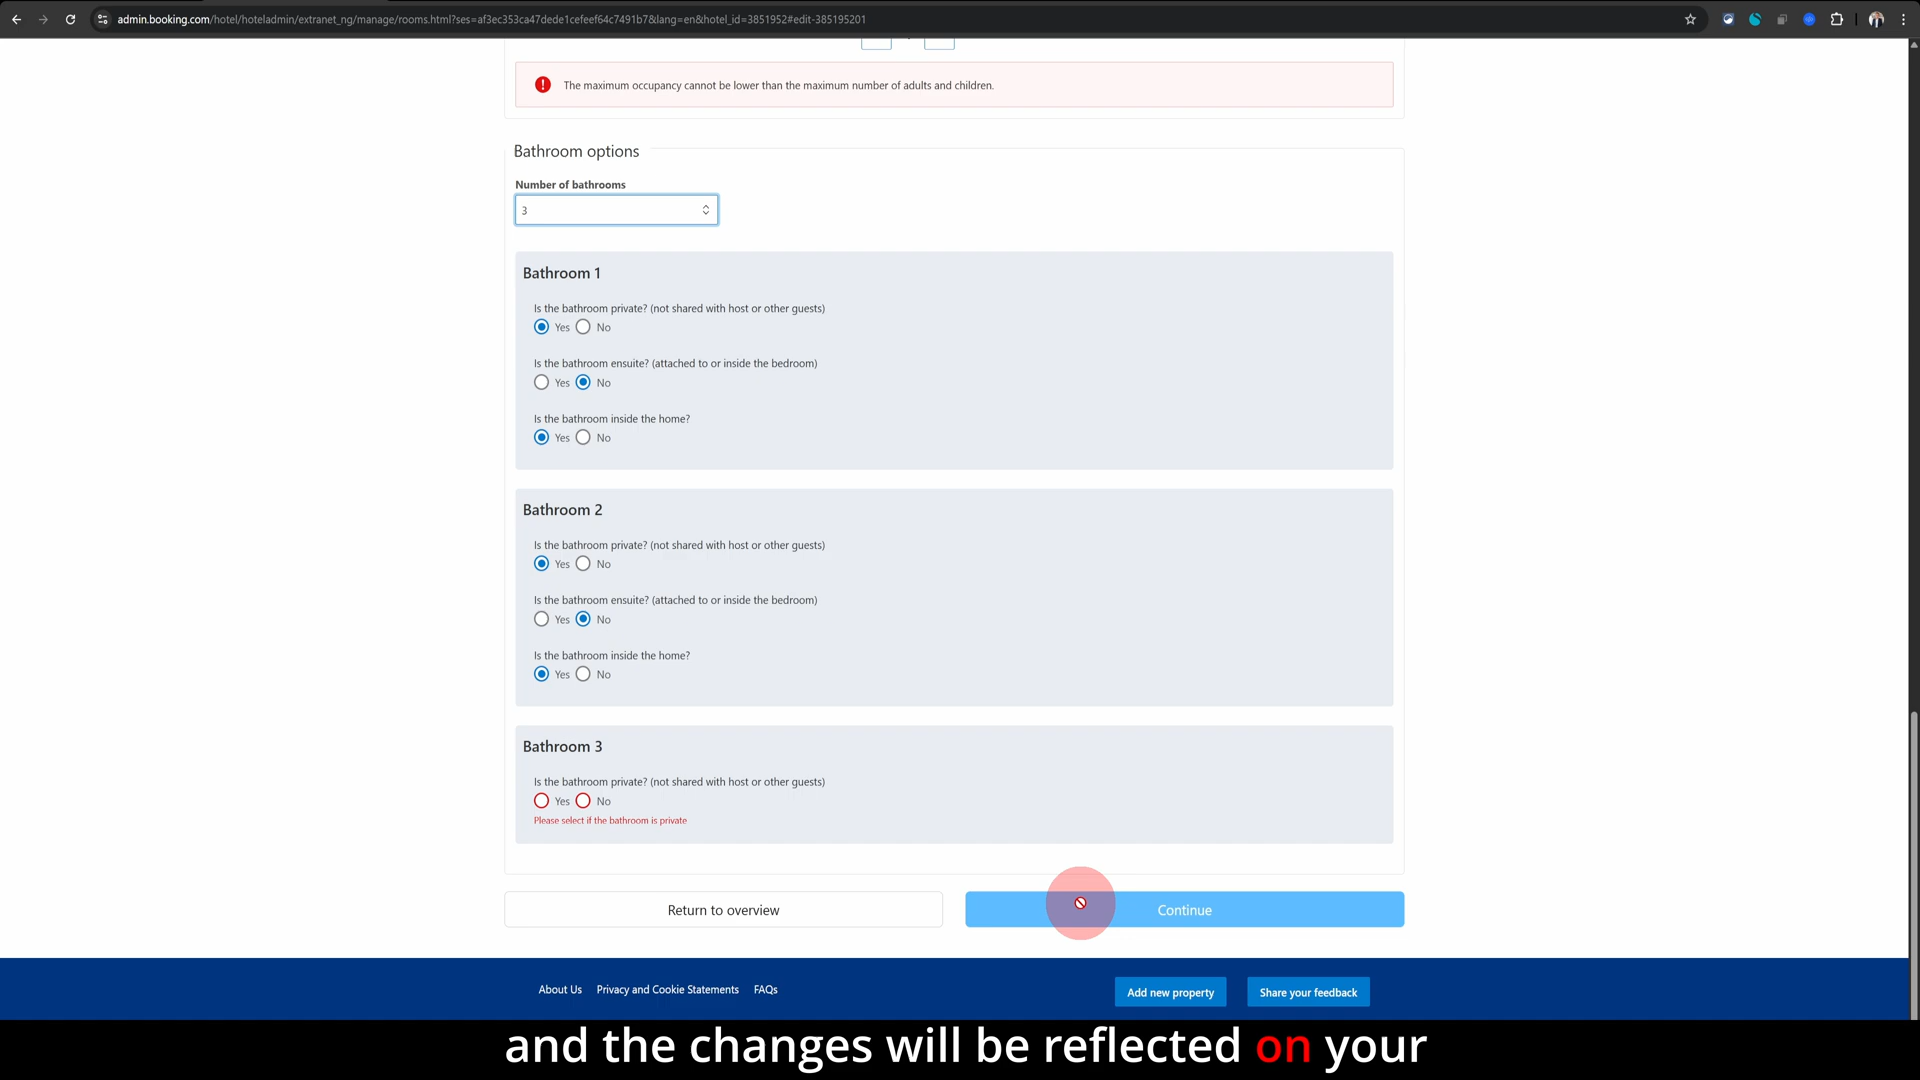 admin.booking.com/hotel/hoteladmin/extranet_ng/manage/rooms.html?ses=af3ec353ca47dede1cefeef64c7491b7&lang=en&hotel_id=3851952#edit-385195201
The maximum occupancy cannot be lower than the maximum number of adults and children.
Bathroom options
Number of bathrooms
3
Bathroom 1
Is the bathroom private? (not shared with host or other guests)
Yes No
Is the bathroom ensuite? (attached to or inside the bedroom)
Yes No
Is the bathroom inside the home?
Yes No
Bathroom 2
Is the bathroom private? (not shared with host or other guests)
Yes No
Is the bathroom ensuite? (attached to or inside the bedroom)
Yes No
Is the bathroom inside the home?
Yes No
Bathroom 3
Is the bathroom private? (not shared with host or other guests)
Yes No
Please select if the bathroom is private
Return to overview Continue
About Us Privacy and Cookie Statements FAQs Add new property Share your feedback
and the changes will be reflected on your